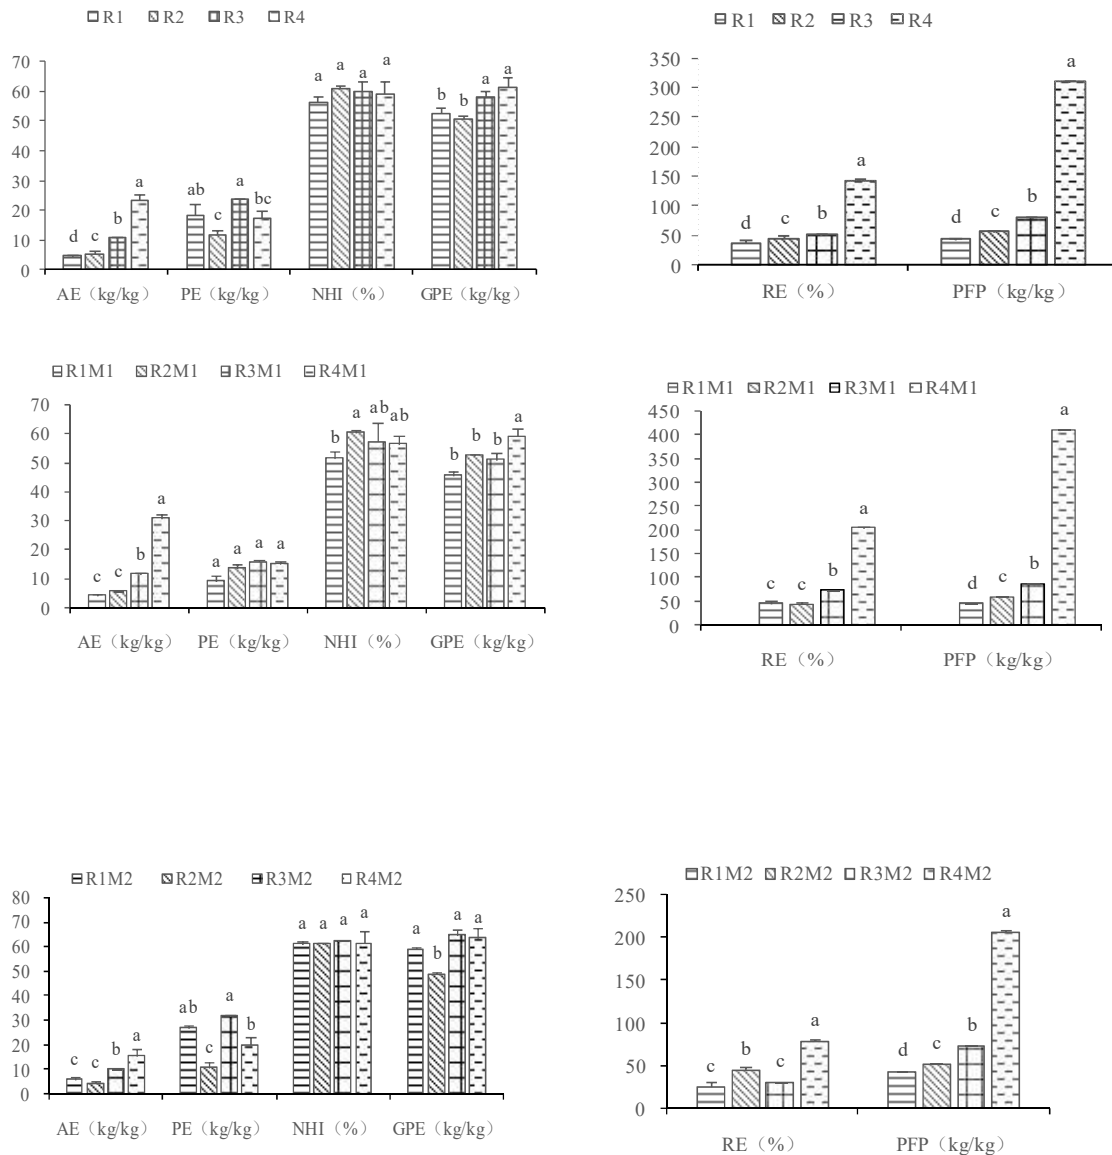 R1 R2 R3 R4
70
60
50
40
30
20
10
0
d c b a
ab c a bc
a a a a
b b a a
AE（kg/kg） PE（kg/kg） NHI（%） GPE（kg/kg）
R1 R2 R3 R4
350
300
250
200
150
100
50
0
d c b a
d c b a
RE（%） PFP（kg/kg）
R1M1 R2M1 R3M1 R4M1
70
60
50
40
30
20
10
0
c c b a
a a a a
b a ab ab
b b b a
AE（kg/kg） PE（kg/kg） NHI（%） GPE（kg/kg）
R1M1 R2M1 R3M1 R4M1
450
400
350
300
250
200
150
100
50
0
c c b a
d c b a
RE（%） PFP（kg/kg）
R1M2 R2M2 R3M2 R4M2
80
70
60
50
40
30
20
10
0
c c b a
ab c a b
a a a a
a b a a
AE（kg/kg） PE（kg/kg） NHI（%） GPE（kg/kg）
R1M2 R2M2 R3M2 R4M2
250
200
150
100
50
0
c b c a
d c b a
RE（%） PFP（kg/kg）